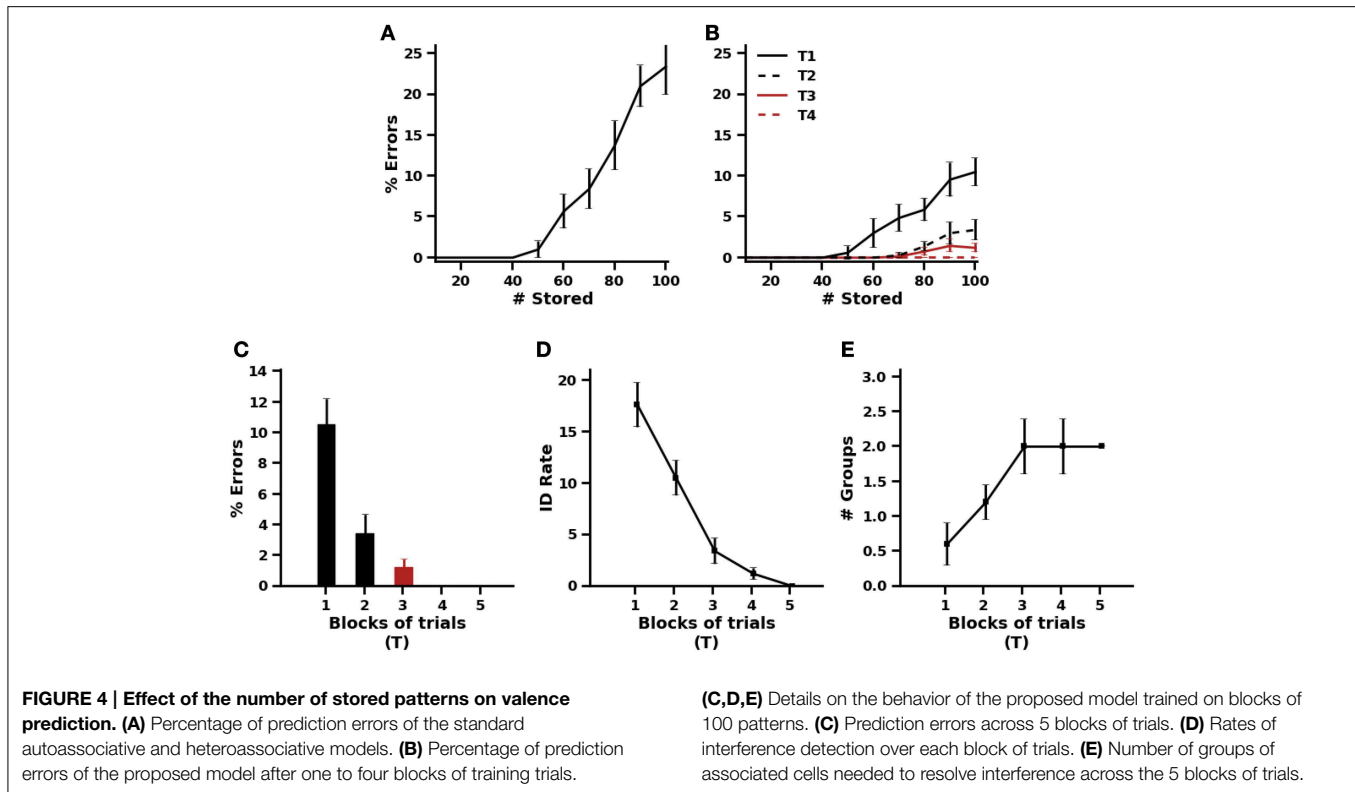 A
25
20
15
10
5
0
% Errors
20 40 60 80 100
# Stored
B
25
20
15
10
5
0
T1
T2
T3
T4
20 40 60 80 100
# Stored
C
14
12
10
8
6
4
2
0
% Errors
1 2 3 4 5
Blocks of trials
(T)
D
20
15
10
5
0
ID Rate
1 2 3 4 5
Blocks of trials
(T)
E
3.0
2.5
2.0
1.5
1.0
0.5
0.0
# Groups
1 2 3 4 5
Blocks of trials
(T)
FIGURE 4 | Effect of the number of stored patterns on valence
prediction. (A) Percentage of prediction errors of the standard
autoassociative and heteroassociative models. (B) Percentage of prediction
errors of the proposed model after one to four blocks of training trials.
(C,D,E) Details on the behavior of the proposed model trained on blocks of
100 patterns. (C) Prediction errors across 5 blocks of trials. (D) Rates of
interference detection over each block of trials. (E) Number of groups of
associated cells needed to resolve interference across the 5 blocks of trials.